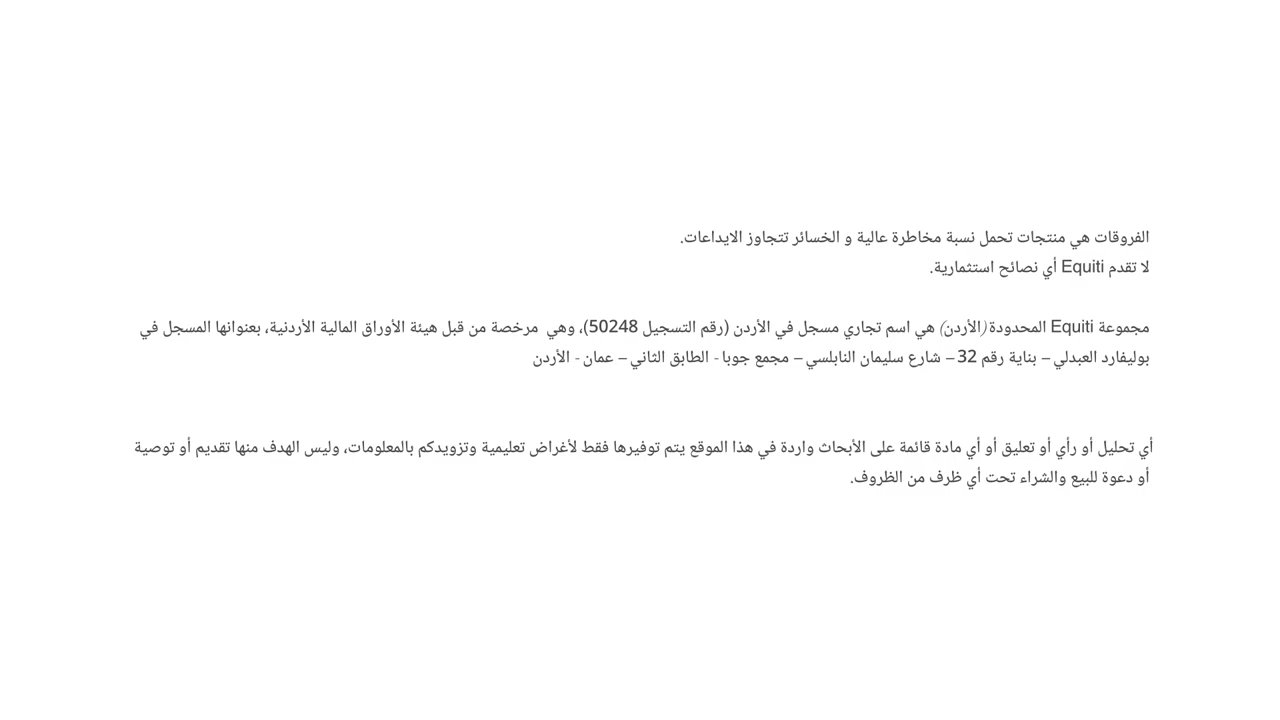 الفروقات هي منتجات تحمل نسبة مخاطرة عالية و الخسائر تتجاوز الايداعات.
لا تقدم Equiti أي نصائح استثمارية.
مجموعة Equiti المحدودة (الأردن) هي اسم تجاري مسجل في الأردن (رقم التسجيل 50248)، وهي مرخصة من قبل هيئة الأوراق المالية الأردنية، بعنوانها المسجل في
بوليفارد العبدلي – بناية رقم 32 – شارع سليمان النابلسي – مجمع جوبا - الطابق الثاني – عمان - الأردن
أي تحليل أو رأي أو تعليق أو أي مادة قائمة على الأبحاث واردة في هذا الموقع يتم توفيرها فقط لأغراض تعليمية وتزويدكم بالمعلومات، وليس الهدف منها تقديم أو توصية
أو دعوة للبيع والشراء تحت أي ظرف من الظروف.